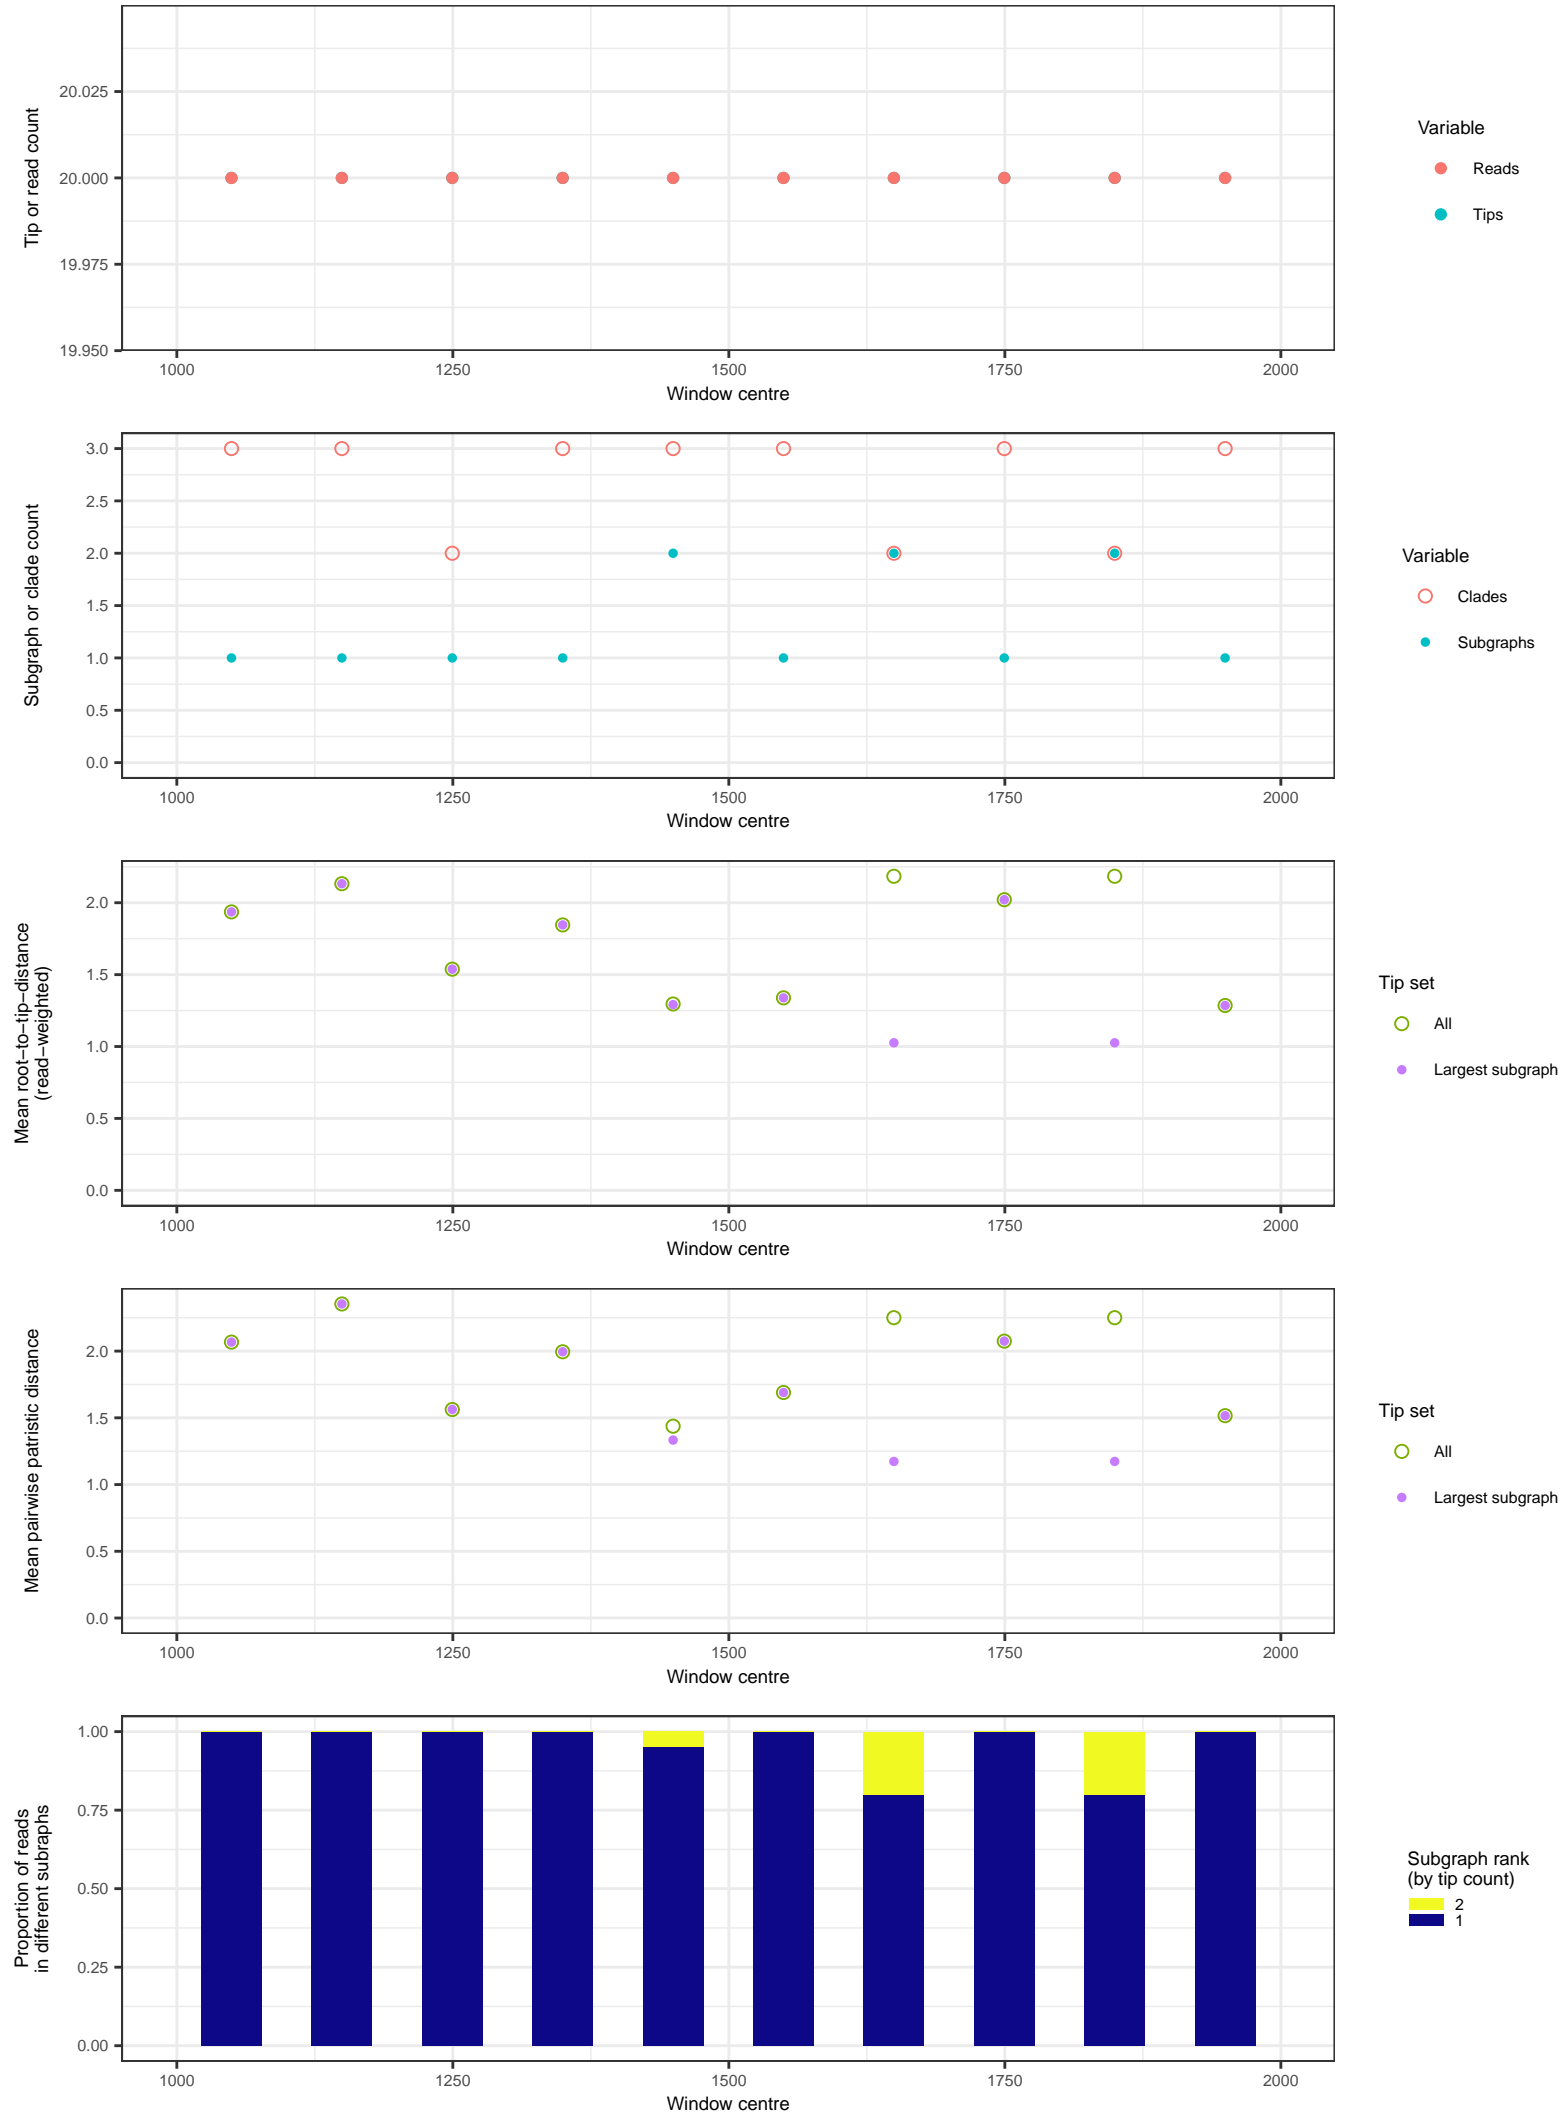 20.025
20.000
19.975
19.950
Tip or read count
1000 1250 1500 1750 2000
Window centre
Variable
Reads
Tips
3.0
2.5
2.0
1.5
1.0
0.5
0.0
Subgraph or clade count
1000 1250 1500 1750 2000
Window centre
Variable
Clades
Subgraphs
2.0
1.5
1.0
0.5
0.0
Mean root−to−tip−distance
(read−weighted)
1000 1250 1500 1750 2000
Window centre
Tip set
All
Largest subgraph
2.0
1.5
1.0
0.5
0.0
Mean pairwise patristic distance
1000 1250 1500 1750 2000
Window centre
Tip set
All
Largest subgraph
1.00
0.75
0.50
0.25
0.00
Proportion of reads
in different subraphs
1000 1250 1500 1750 2000
Window centre
Subgraph rank
(by tip count)
2
1